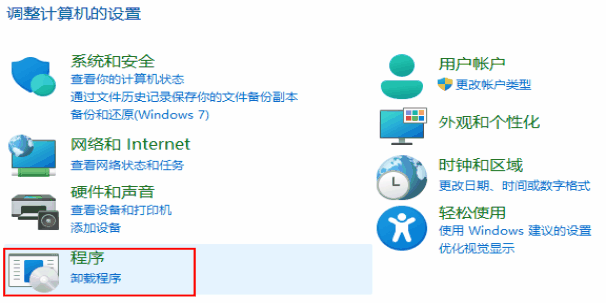 调整计算机的设置
系统和安全
查看你的计算机状态
通过文件历史记录保存你的文件备份副本
备份和还原(Windows 7)
网络和 Internet
查看网络状态和任务
硬件和声音
查看设备和打印机
添加设备
程序
卸载程序
用户帐户
更改帐户类型
外观和个性化
时钟和区域
更改日期、时间或数字格式
轻松使用
使用 Windows 建议的设置
优化视觉显示